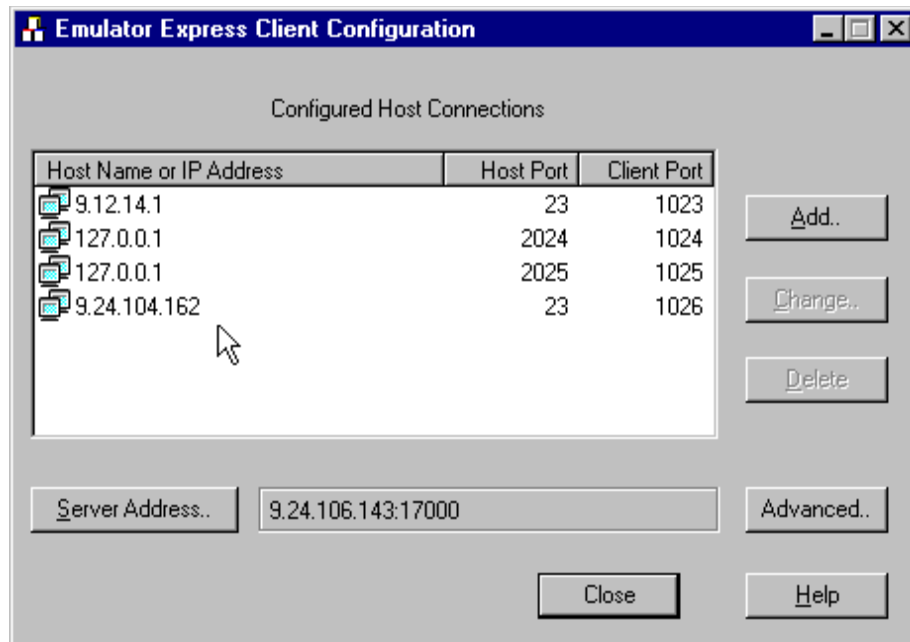 Emulator Express Client Configuration
Configured Host Connections
Host Name or IP Address Host Port Client Port
9.12.14.1 23 1023
Add..
127.0.0.1 2024 1024
127.0.0.1 2025 1025
Change..
9.24.104.162 23 1026
Delete
Server Address.. 9.24.106.143:17000 Advanced..
Close Help